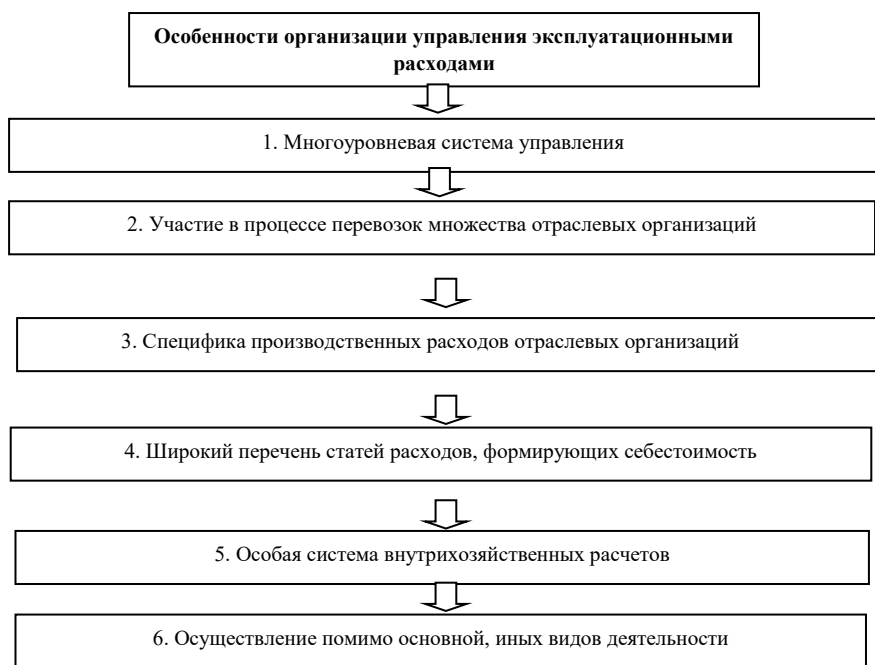 Особенности организации управления эксплуатационными
расходами
1. Многоуровневая система управления
2. Участие в процессе перевозок множества отраслевых организаций
3. Специфика производственных расходов отраслевых организаций
4. Широкий перечень статей расходов, формирующих себестоимость
5. Особая система внутрихозяйственных расчетов
6. Осуществление помимо основной, иных видов деятельности